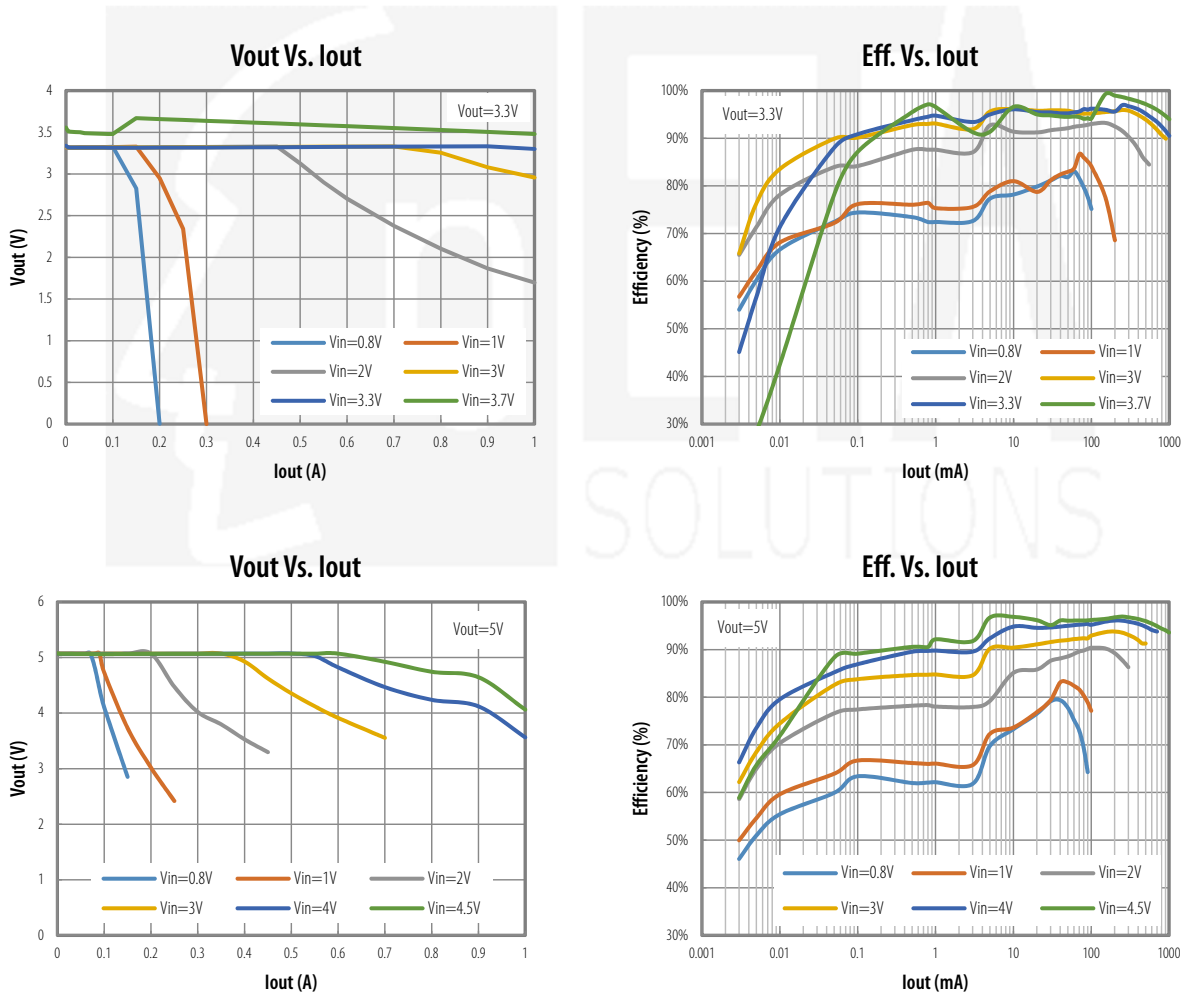 Vout Vs. Iout
Vout=3.3V
Vout (V)
4
3.5
3
2.5
2
1.5
1
0.5
0
0 0.1 0.2 0.3 0.4 0.5 0.6 0.7 0.8 0.9 1
Iout (A)
Vin=0.8V Vin=1V
Vin=2V Vin=3V
Vin=3.3V Vin=3.7V
Eff. Vs. Iout
Vout=3.3V
Efficiency (%)
100%
90%
80%
70%
60%
50%
40%
30%
0.001 0.01 0.1 1 10 100 1000
Iout (mA)
Vin=0.8V Vin=1V
Vin=2V Vin=3V
Vin=3.3V Vin=3.7V
SOLUTIONS
Vout Vs. Iout
Vout=5V
Vout (V)
6
5
4
3
2
1
0
0 0.1 0.2 0.3 0.4 0.5 0.6 0.7 0.8 0.9 1
Iout (A)
Vin=0.8V Vin=1V Vin=2V
Vin=3V Vin=4V Vin=4.5V
Eff. Vs. Iout
Vout=5V
Efficiency (%)
100%
90%
80%
70%
60%
50%
40%
30%
0.001 0.01 0.1 1 10 100 1000
Iout (mA)
Vin=0.8V Vin=1V Vin=2V
Vin=3V Vin=4V Vin=4.5V